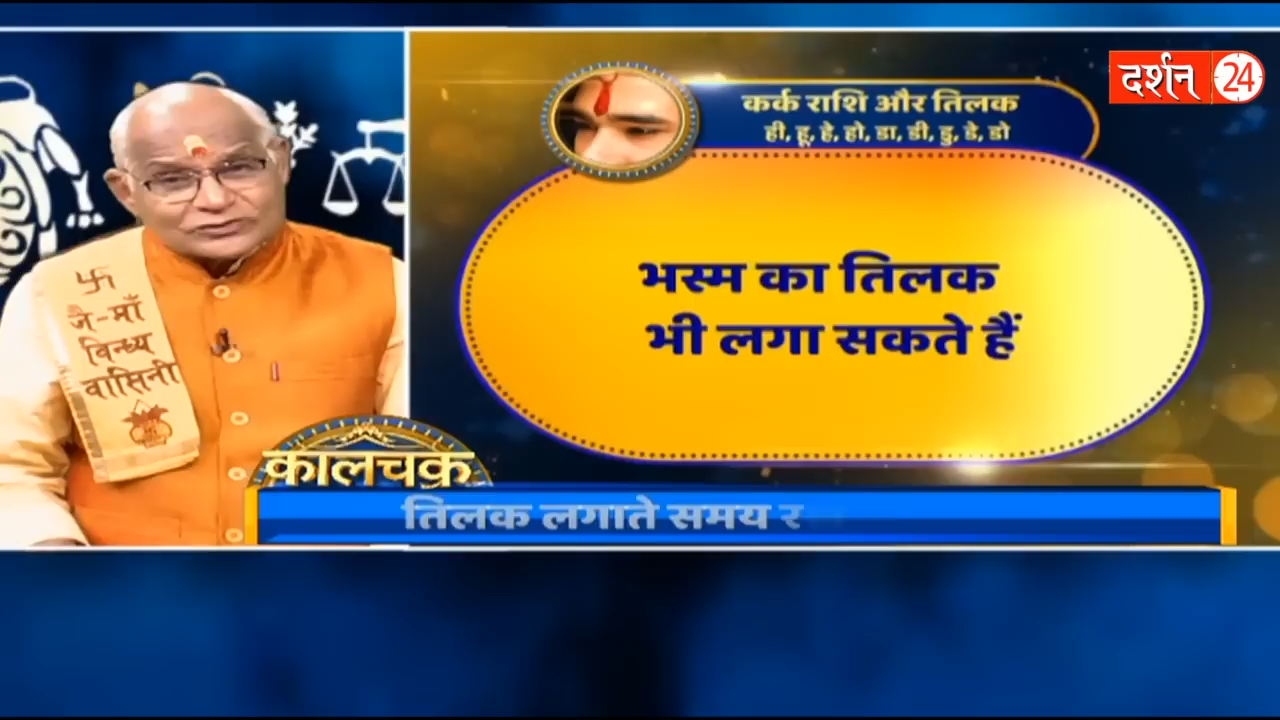 दर्शन 24
कर्क राशि और तिलक
ही, हू, हे, हो, डा, डी, डु, डे, डो
भस्म का तिलक
भी लगा सकते हैं
जै-माँ
विन्ध्य
वासिनी
कालचक्र
तिलक लगाते समय